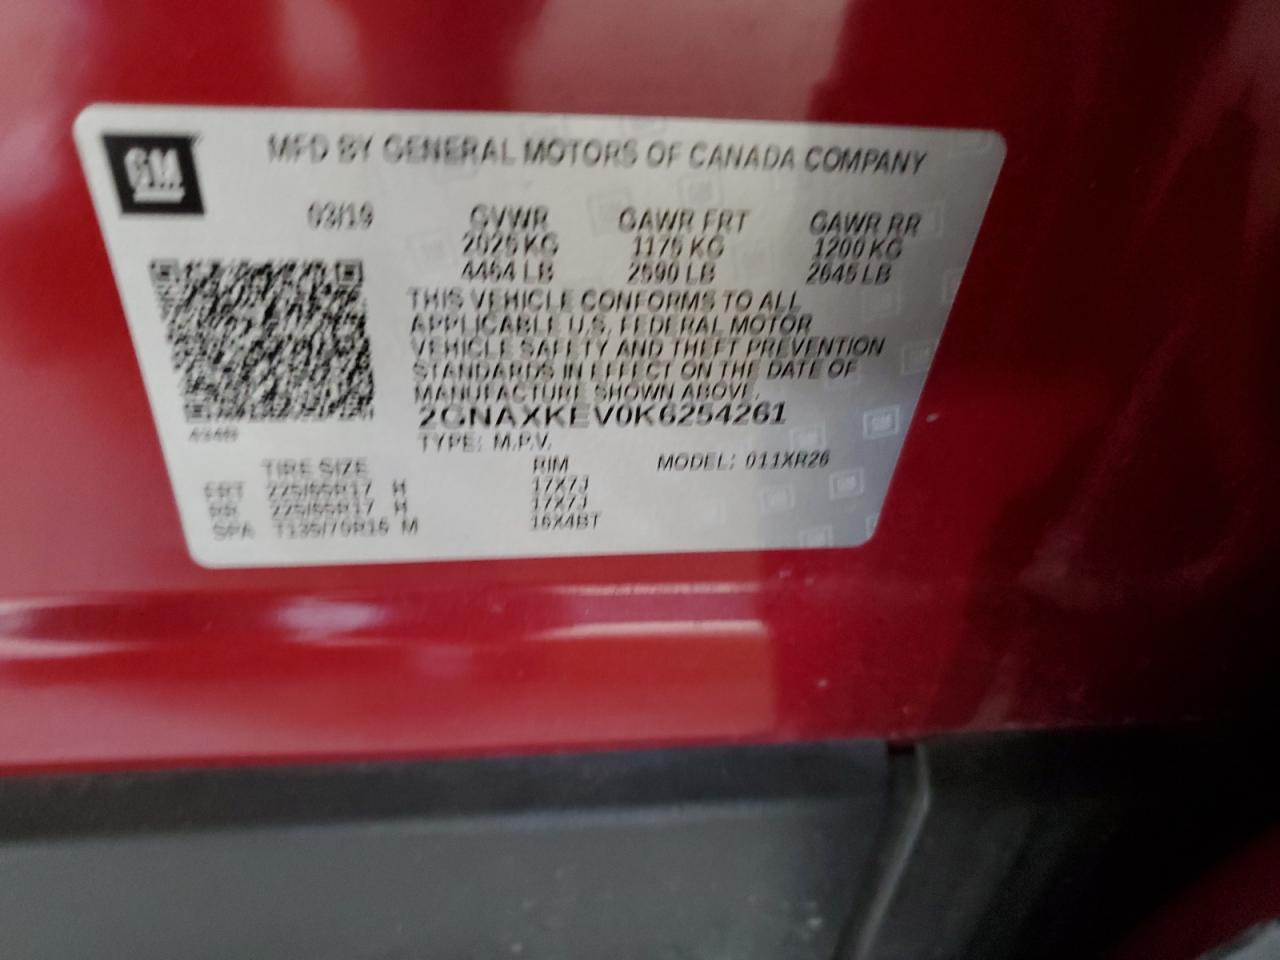 GM
MFD BY GENERAL MOTORS OF CANADA COMPANY
03/19 GVWR GAWR FRT GAWR RR
2025 KG 1175 KG 1200 KG
4464 LB 2590 LB 2645 LB
THIS VEHICLE CONFORMS TO ALL
APPLICABLE U.S. FEDERAL MOTOR
VEHICLE SAFETY AND THEFT PREVENTION
STANDARDS IN EFFECT ON THE DATE OF
MANUFACTURE SHOWN ABOVE.
2GNAXKEV0K6254261
TYPE: M.P.V.
TIRE SIZE RIM MODEL: 011XR26
FRT 225/65R17 H 17X7J
RR 225/65R17 H 17X7J
SPA T135/70R16 M 16X4BT